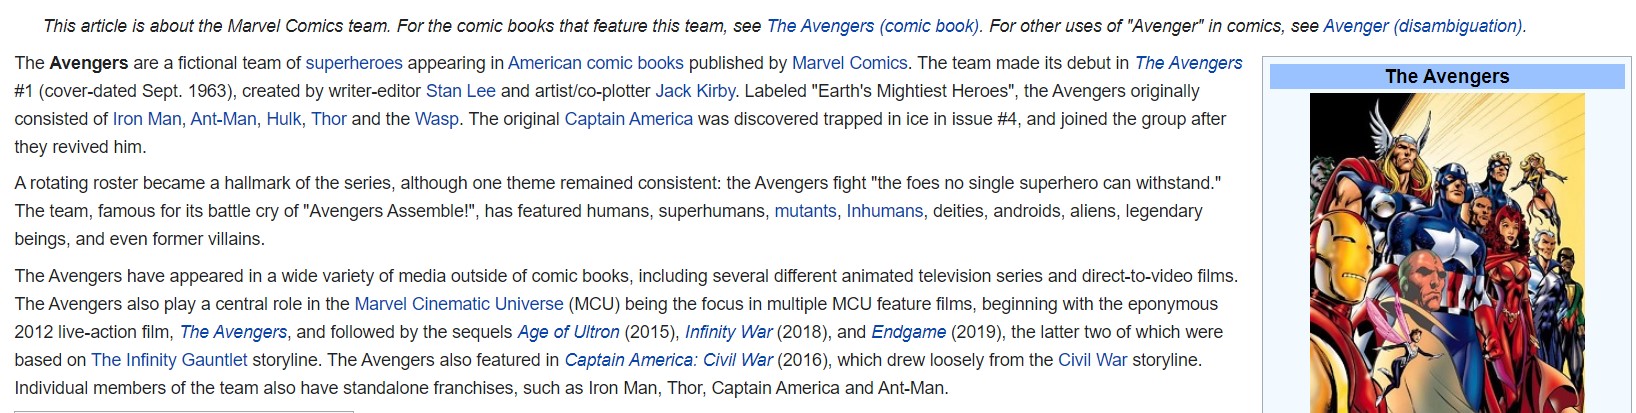 This article is about the Marvel Comics team. For the comic books that feature this team, see The Avengers (comic book). For other uses of "Avenger" in comics, see Avenger (disambiguation).
The Avengers are a fictional team of superheroes appearing in American comic books published by Marvel Comics. The team made its debut in The Avengers
#1 (cover-dated Sept. 1963), created by writer-editor Stan Lee and artist/co-plotter Jack Kirby. Labeled "Earth's Mightiest Heroes", the Avengers originally
consisted of Iron Man, Ant-Man, Hulk, Thor and the Wasp. The original Captain America was discovered trapped in ice in issue #4, and joined the group after
they revived him.
A rotating roster became a hallmark of the series, although one theme remained consistent: the Avengers fight "the foes no single superhero can withstand."
The team, famous for its battle cry of "Avengers Assemble!", has featured humans, superhumans, mutants, Inhumans, deities, androids, aliens, legendary
beings, and even former villains.
The Avengers have appeared in a wide variety of media outside of comic books, including several different animated television series and direct-to-video films.
The Avengers also play a central role in the Marvel Cinematic Universe (MCU) being the focus in multiple MCU feature films, beginning with the eponymous
2012 live-action film, The Avengers, and followed by the sequels Age of Ultron (2015), Infinity War (2018), and Endgame (2019), the latter two of which were
based on The Infinity Gauntlet storyline. The Avengers also featured in Captain America: Civil War (2016), which drew loosely from the Civil War storyline.
Individual members of the team also have standalone franchises, such as Iron Man, Thor, Captain America and Ant-Man.
The Avengers